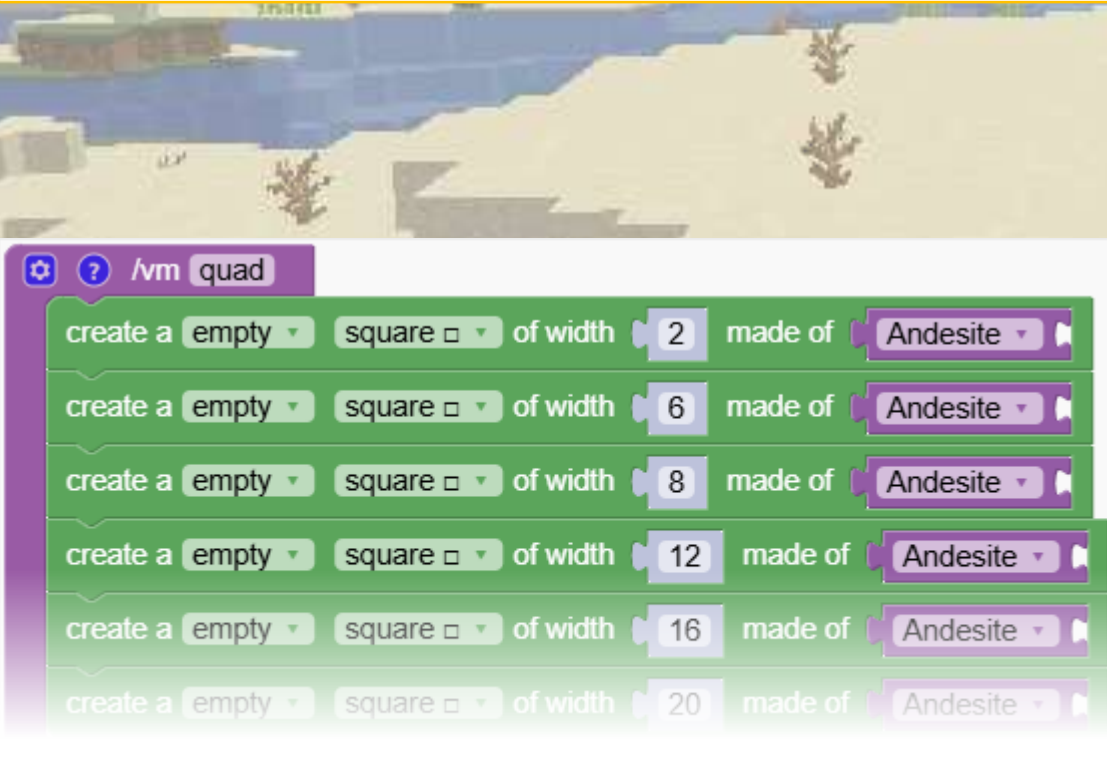 /vm quad
create a empty square □ of width 2 made of Andesite
create a empty square □ of width 6 made of Andesite
create a empty square □ of width 8 made of Andesite
create a empty square □ of width 12 made of Andesite
create a empty square □ of width 16 made of Andesite
create a empty square □ of width 20 made of Andesite